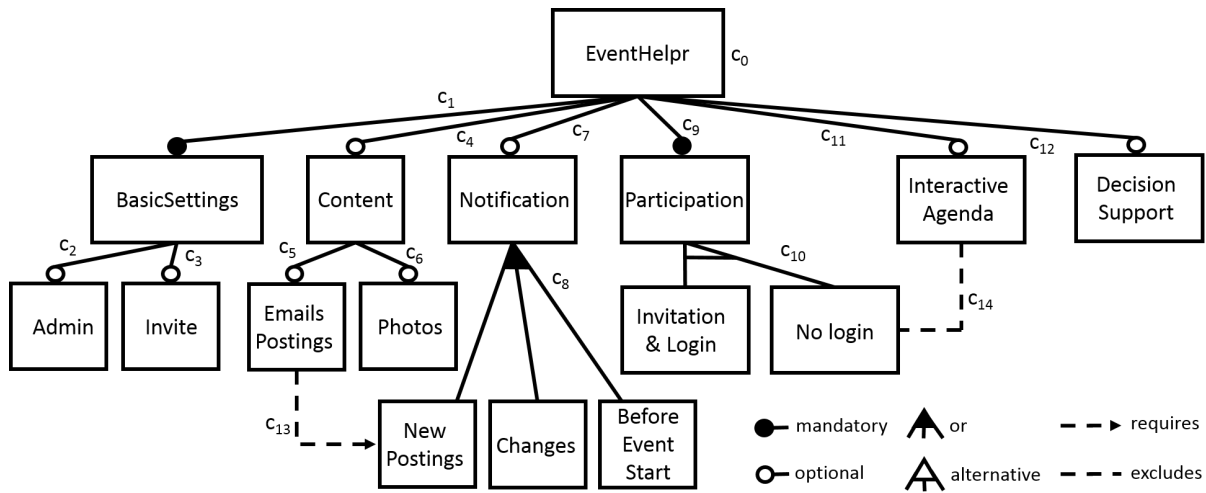 EventHelpr
c0
c1
c4
c7
c9
c11
c12
BasicSettings
Content
Notification
Participation
Interactive
Agenda
Decision
Support
c2
c3
c5
c6
c8
c10
c14
Admin
Invite
Emails
Postings
Photos
Invitation
& Login
No login
c13
New
Postings
Changes
Before
Event
Start
mandatory
or
requires
optional
alternative
excludes